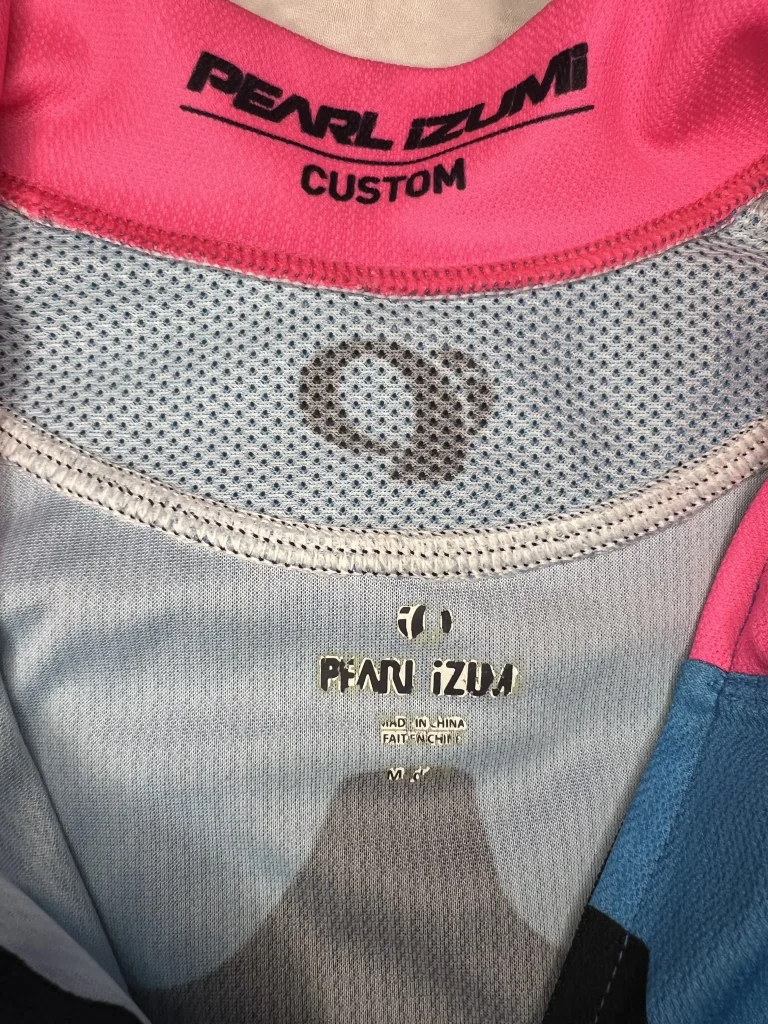 PEARL iZUMi
CUSTOM
PEARL iZUMi
MADE IN CHINA
FAIT EN CHINE